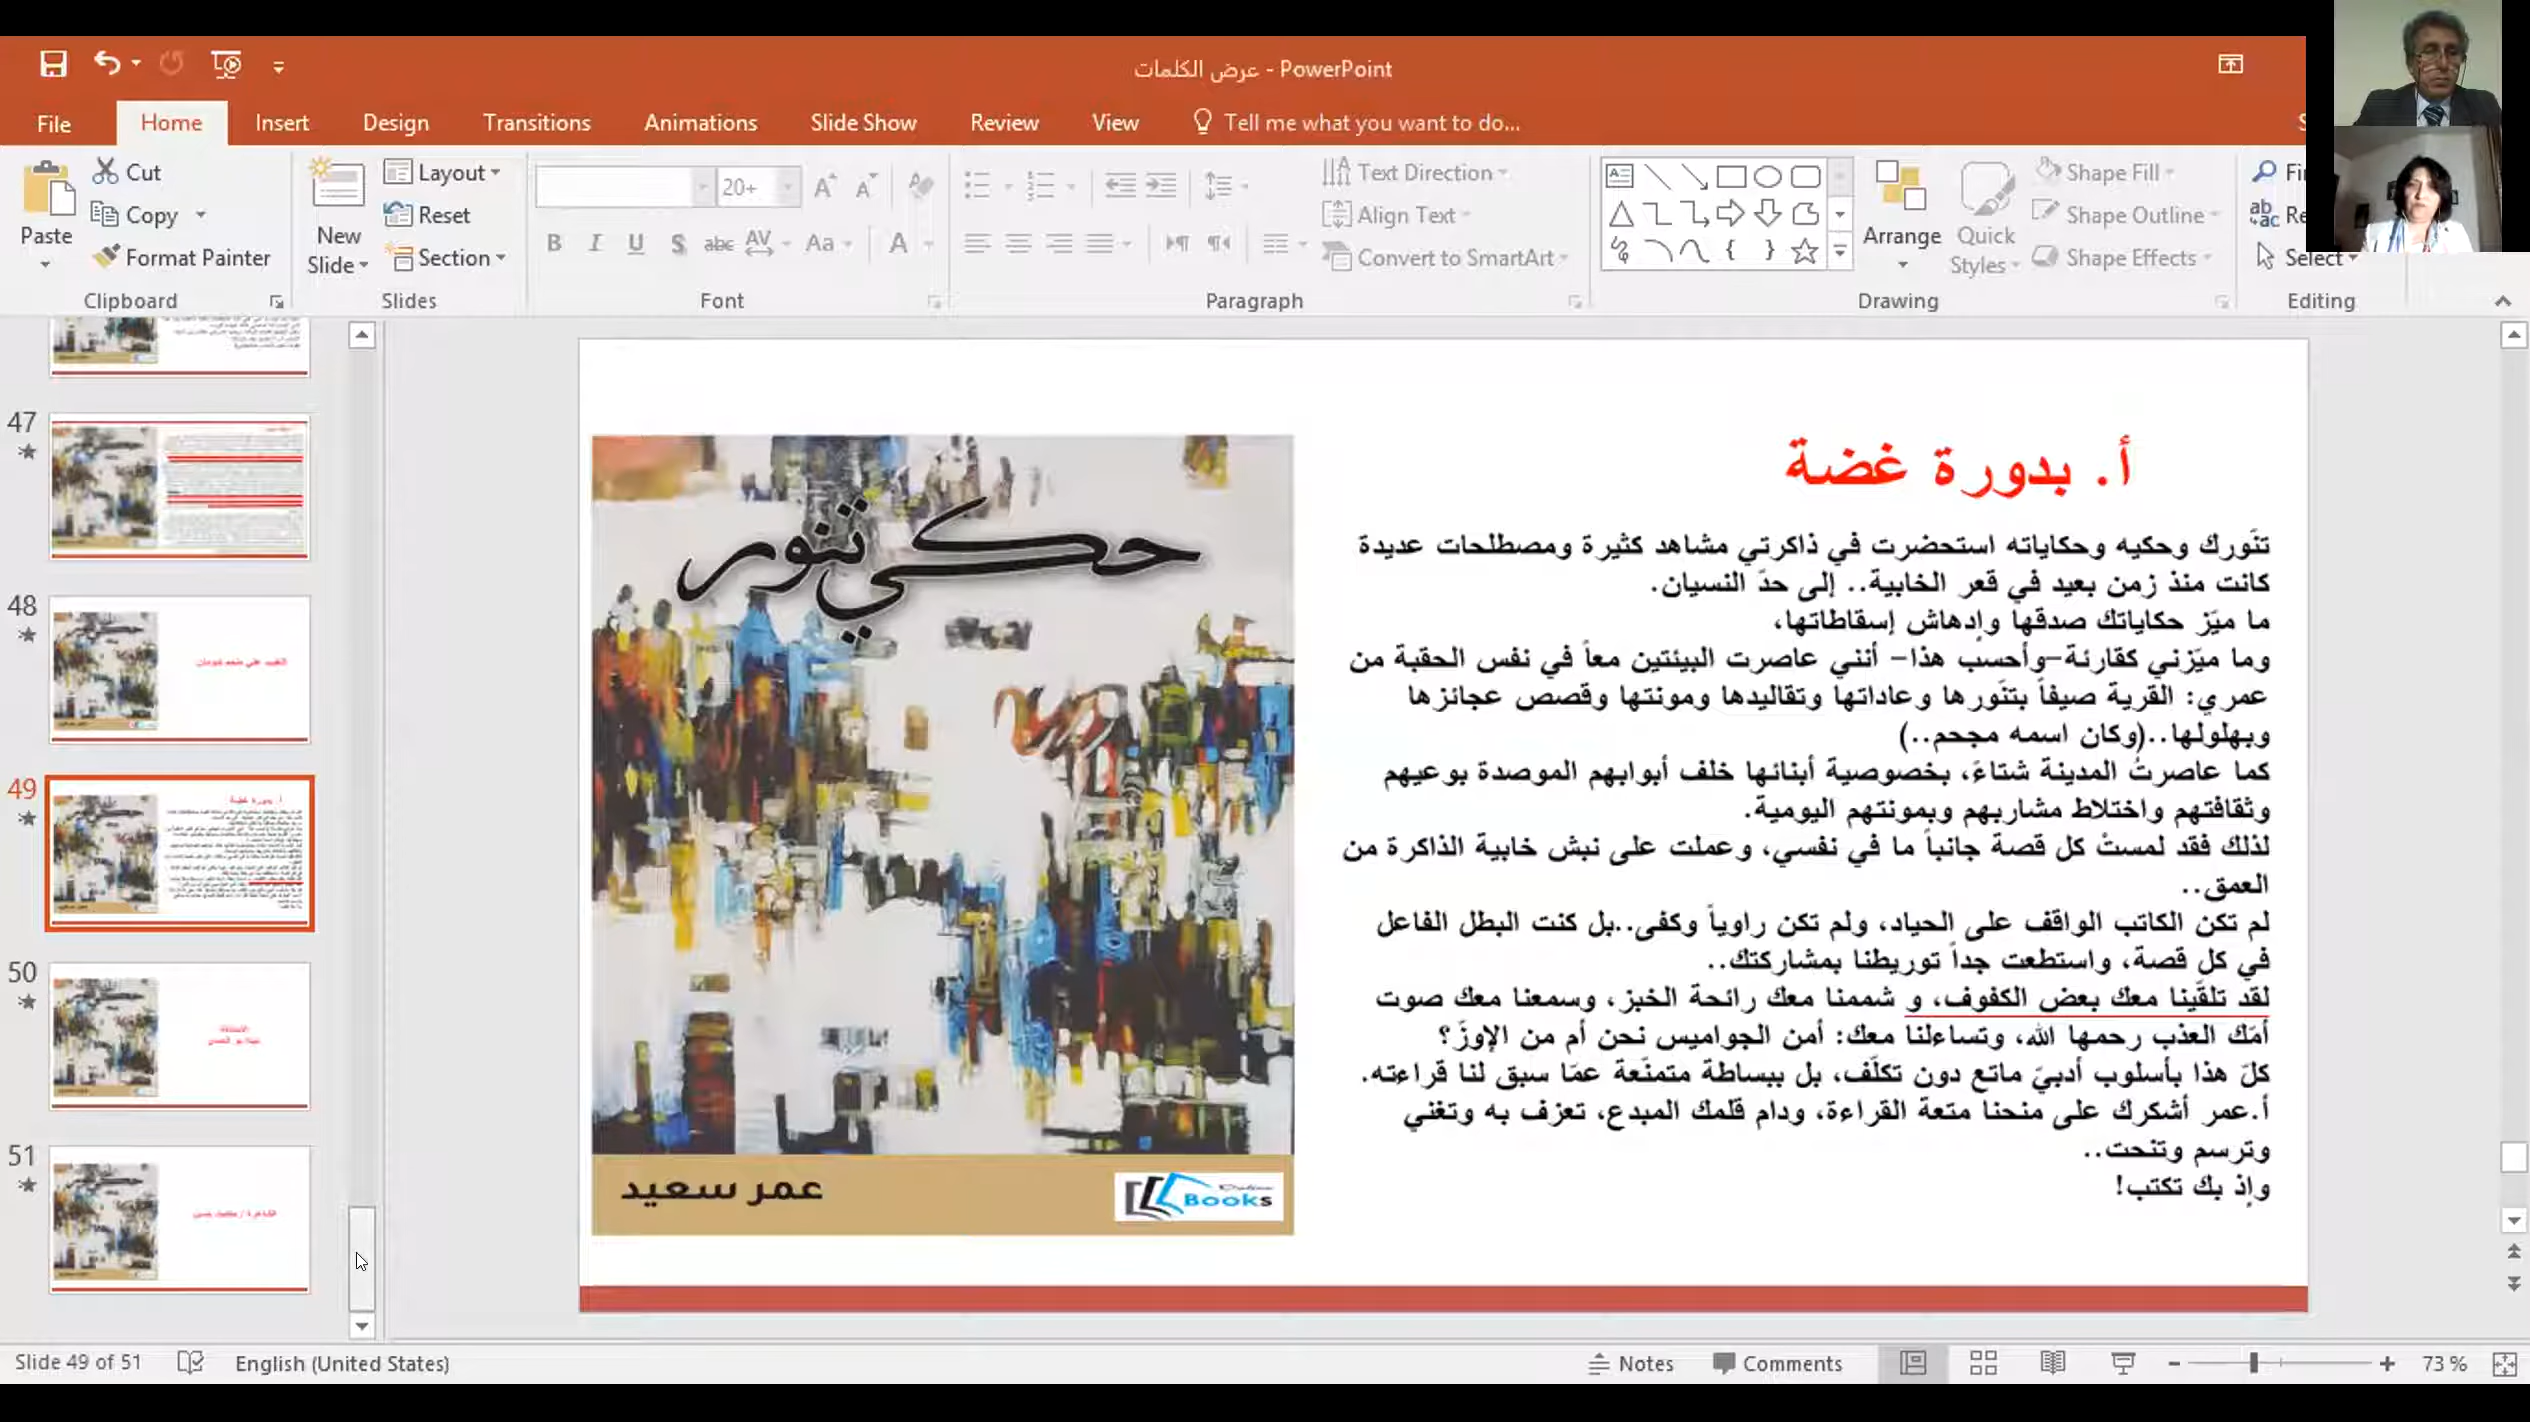 عرض الكلمات - PowerPoint
File
Home
Insert
Design
Transitions
Animations
Slide Show
Review
View
Tell me what you want to do...
Paste
Cut
Copy
Format Painter
Clipboard
New
Slide
Layout
Reset
Section
Slides
20+
Font
Text Direction
Align Text
Convert to SmartArt
Paragraph
Arrange
Quick
Styles
Shape Fill
Shape Outline
Shape Effects
Drawing
Select
Editing
47
48
49
50
51
حكي تنور
عمر سعيد
Books
أ. بدورة غضة
تنّورك وحكيه وحكاياته استحضرت في ذاكرتي مشاهد كثيرة ومصطلحات عديدة
كانت منذ زمن بعيد في قعر الخابية.. إلى حدّ النسيان.
ما ميّز حكاياتك صدقها وإدهاش إسقاطاتها،
وما ميّزني كقارئة–وأحسب هذا– أنني عاصرت البيئتين معاً في نفس الحقبة من
عمري: القرية صيفاً بتنّورها وعاداتها وتقاليدها ومونتها وقصص عجائزها
وبهلولها..(وكان اسمه مجحم..)
كما عاصرتُ المدينة شتاءً، بخصوصية أبنائها خلف أبوابهم الموصدة بوعيهم
وثقافتهم واختلاط مشاربهم وبمونتهم اليومية.
لذلك فقد لمستْ كل قصة جانباً ما في نفسي، وعملت على نبش خابية الذاكرة من
العمق..
لم تكن الكاتب الواقف على الحياد، ولم تكن راوياً وكفى..بل كنت البطل الفاعل
في كل قصة، واستطعت جداً توريطنا بمشاركتك..
لقد تلقّينا معك بعض الكفوف، و شممنا معك رائحة الخبز، وسمعنا معك صوت
أمّك العذب رحمها الله، وتساءلنا معك: أمن الجواميس نحن أم من الإوزّ؟
كلّ هذا بأسلوب أدبيّ ماتع دون تكلّف، بل ببساطة متمنّعة عمّا سبق لنا قراءته.
أ.عمر أشكرك على منحنا متعة القراءة، ودام قلمك المبدع، تعزف به وتغني
وترسم وتنحت..
وإذ بك تكتب!
Slide 49 of 51
English (United States)
Notes
Comments
73 %